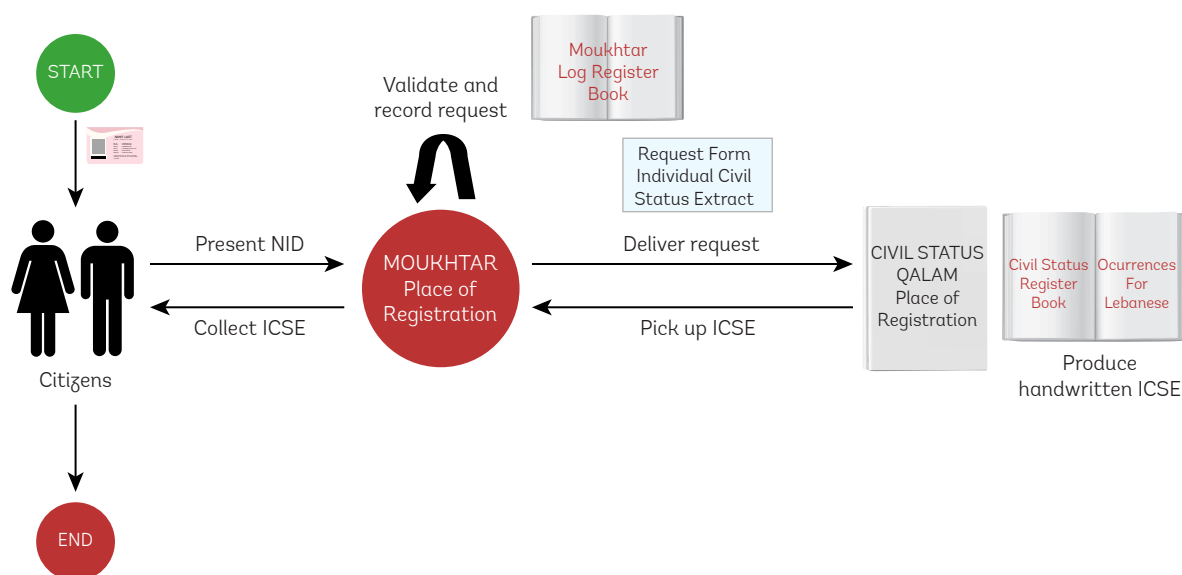 START
Validate and
record request
Moukhtar
Log Register
Book
Request Form
Individual Civil
Status Extract
Present NID
Collect ICSE
MOUKHTAR
Place of
Registration
Deliver request
Pick up ICSE
CIVIL STATUS
QALAM
Place of
Registration
Civil Status
Register
Book
Ocurrences
For
Lebanese
Produce
handwritten ICSE
Citizens
END